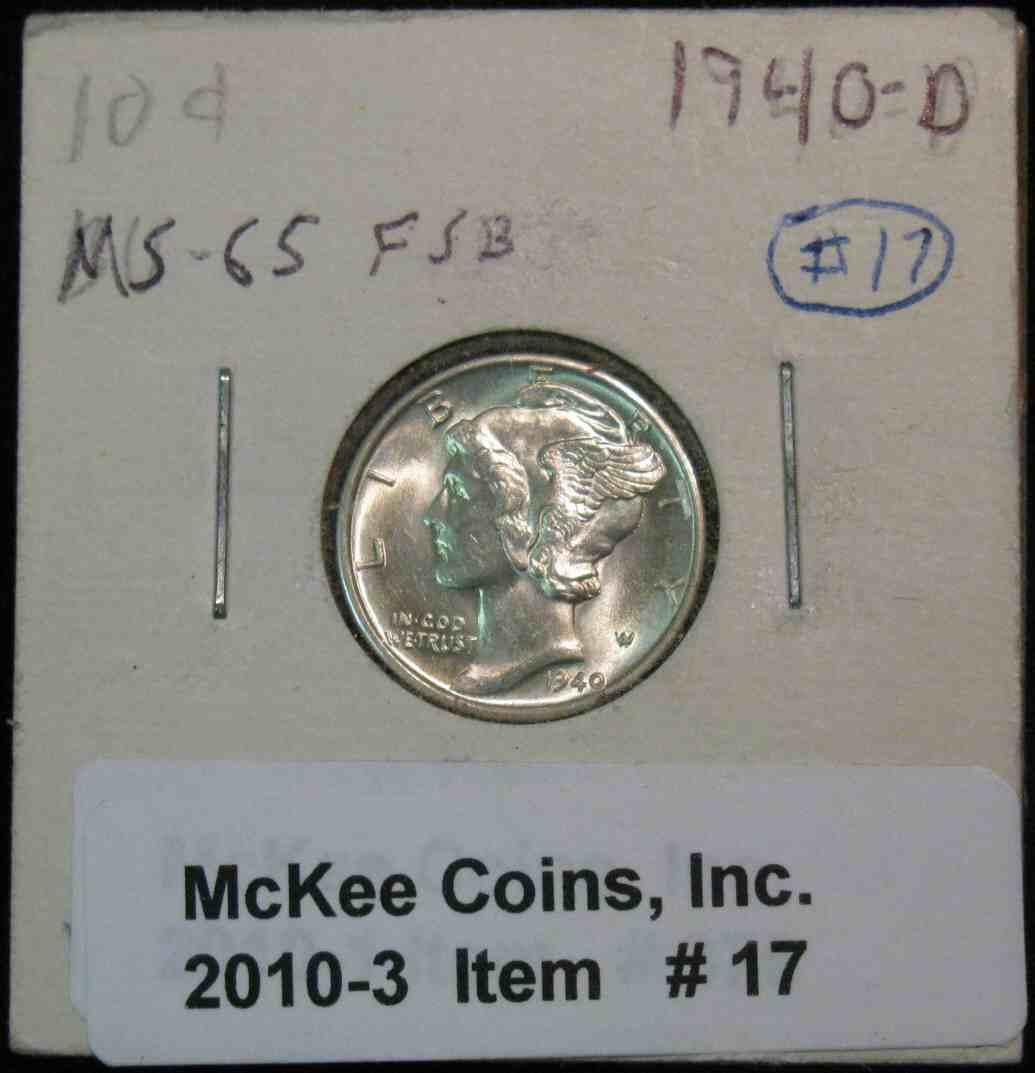 10¢ 1940-D
MS-65 FSB #17
LIBERTY
IN·GOD
WE·TRUST
W
1940
McKee Coins, Inc.
2010-3 Item # 17